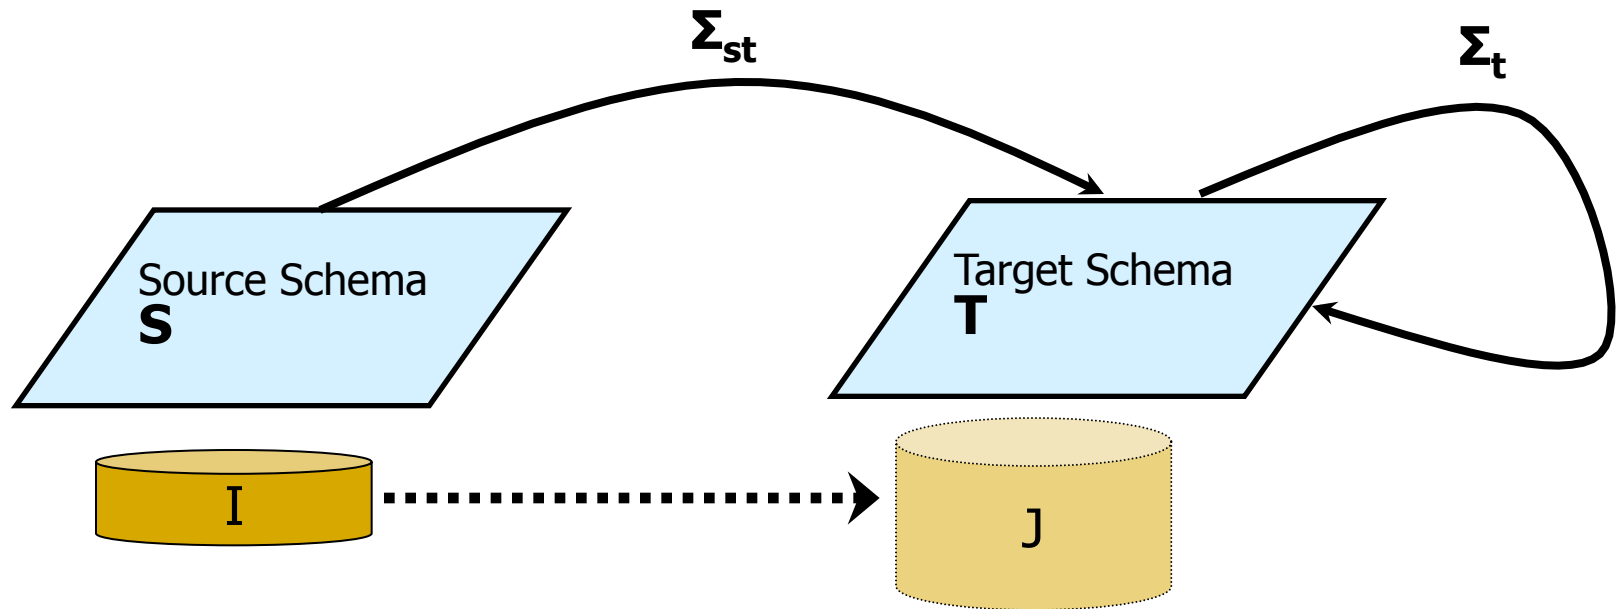 Σst
Σt
Source Schema
S
Target Schema
T
I
J